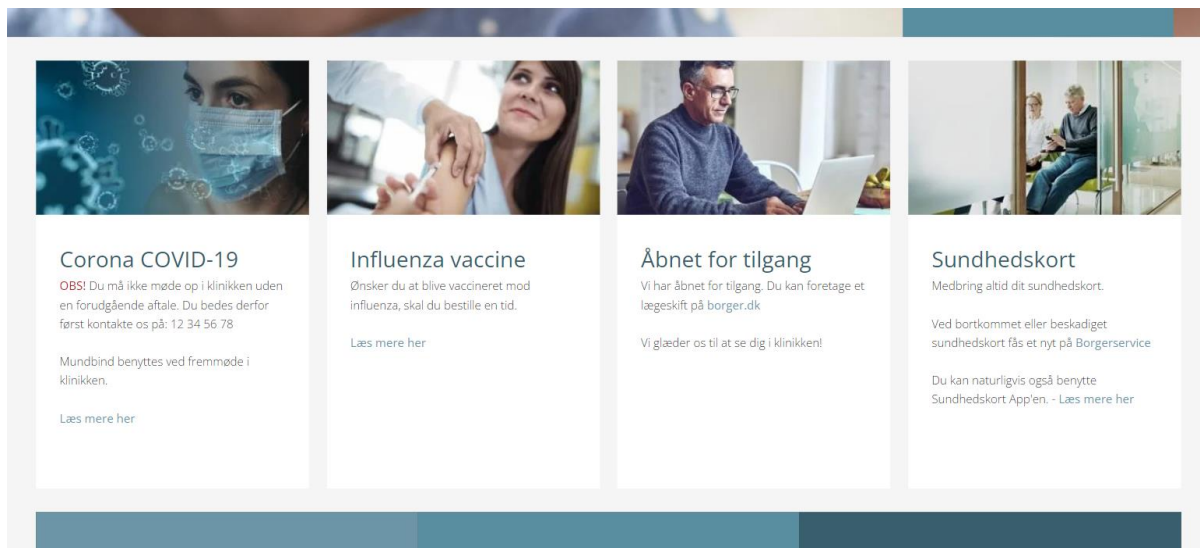 Corona COVID-19
OBS! Du må ikke møde op i klinikken uden
en forudgående aftale. Du bedes derfor
først kontakte os på: 12 34 56 78
Mundbind benyttes ved fremmøde i
klinikken.
Læs mere her
Influenza vaccine
Ønsker du at blive vaccineret mod
influenza, skal du bestille en tid.
Læs mere her
Åbnet for tilgang
Vi har åbnet for tilgang. Du kan foretage et
lægeskift på borger.dk
Vi glæder os til at se dig i klinikken!
Sundhedskort
Medbring altid dit sundhedskort.
Ved bortkommet eller beskadiget
sundhedskort fås et nyt på Borgerservice
Du kan naturligvis også benytte
Sundhedskort App'en. - Læs mere her